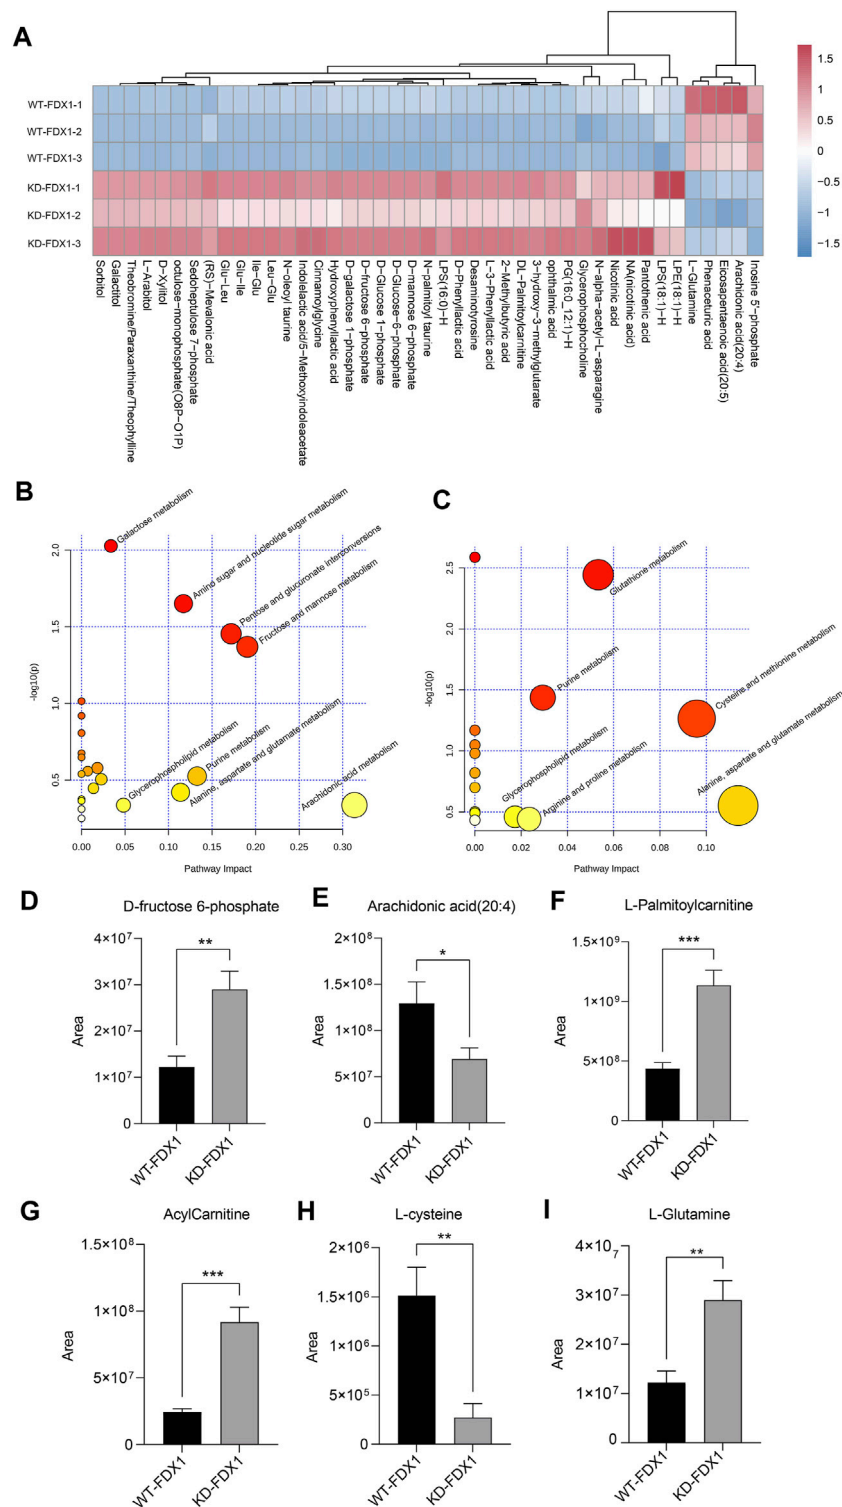 A
WT-FDX1-1
WT-FDX1-2
WT-FDX1-3
KD-FDX1-1
KD-FDX1-2
KD-FDX1-3
1.5
1
0.5
0
−0.5
−1
−1.5
Sorbitol
Galactitol
Theobromine/Paraxanthine/Theophylline
L−Arabitol
D−Xylitol
octulose−monophosphate(O8P−O1P)
Sedoheptulose 7−phosphate
(RS)−Mevalonic acid
Glu−Leu
Glu−Ile
Ile−Glu
Leu−Glu
N−oleoyl taurine
Indolelactic acid/5−Methoxyindoleacetate
Cinnamoylglycine
Hydroxyphenyllactic acid
D−galactose 1−phosphate
D−fructose 6−phosphate
D−Glucose 1−phosphate
D−Glucose−6−phosphate
D−mannose 6−phosphate
N−palmitoyl taurine
LPS(16:0)−H
D−Phenyllactic acid
Desaminotyrosine
L−3−Phenyllactic acid
2−Methylbutyric acid
DL−Palmitoylcarnitine
3−hydroxy−3−methylglutarate
ophthalmic acid
PG(16:0_12:1)−H
Glycerophosphocholine
N−alpha−acetyl−L−asparagine
Nicotinic acid
NA(nicotinic acid)
Pantothenic acid
LPS(18:1)−H
LPE(18:1)−H
L−Glutamine
Phenaceturic acid
Eicosapentaenoic acid(20:5)
Arachidonic acid(20:4)
Inosine 5'−phosphate
B
Galactose metabolism
Amino sugar and nucleotide sugar metabolism
Pentose and glucuronate interconversions
Fructose and mannose metabolism
Glycerophospholipid metabolism
Purine metabolism
Alanine, aspartate and glutamate metabolism
Arachidonic acid metabolism
-log10(p)
2.0
1.5
1.0
0.5
0.00
0.05
0.10
0.15
0.20
0.25
0.30
Pathway Impact
C
Glutathione metabolism
Purine metabolism
Cysteine and methionine metabolism
Glycerophospholipid metabolism
Arginine and proline metabolism
Alanine, aspartate and glutamate metabolism
-log10(p)
2.5
2.0
1.5
1.0
0.5
0.00
0.02
0.04
0.06
0.08
0.10
Pathway Impact
D
D-fructose 6-phosphate
Area
4×10⁷
3×10⁷
2×10⁷
1×10⁷
0
**
WT-FDX1
KD-FDX1
E
Arachidonic acid(20:4)
Area
2×10⁸
1.5×10⁸
1×10⁸
5×10⁷
0
*
WT-FDX1
KD-FDX1
F
L-Palmitoylcarnitine
Area
1.5×10⁹
1×10⁹
5×10⁸
0
***
WT-FDX1
KD-FDX1
G
AcylCarnitine
Area
1.5×10⁸
1×10⁸
5×10⁷
0
***
WT-FDX1
KD-FDX1
H
L-cysteine
Area
2×10⁶
1.5×10⁶
1×10⁶
5×10⁵
0
**
WT-FDX1
KD-FDX1
I
L-Glutamine
Area
4×10⁷
3×10⁷
2×10⁷
1×10⁷
0
**
WT-FDX1
KD-FDX1